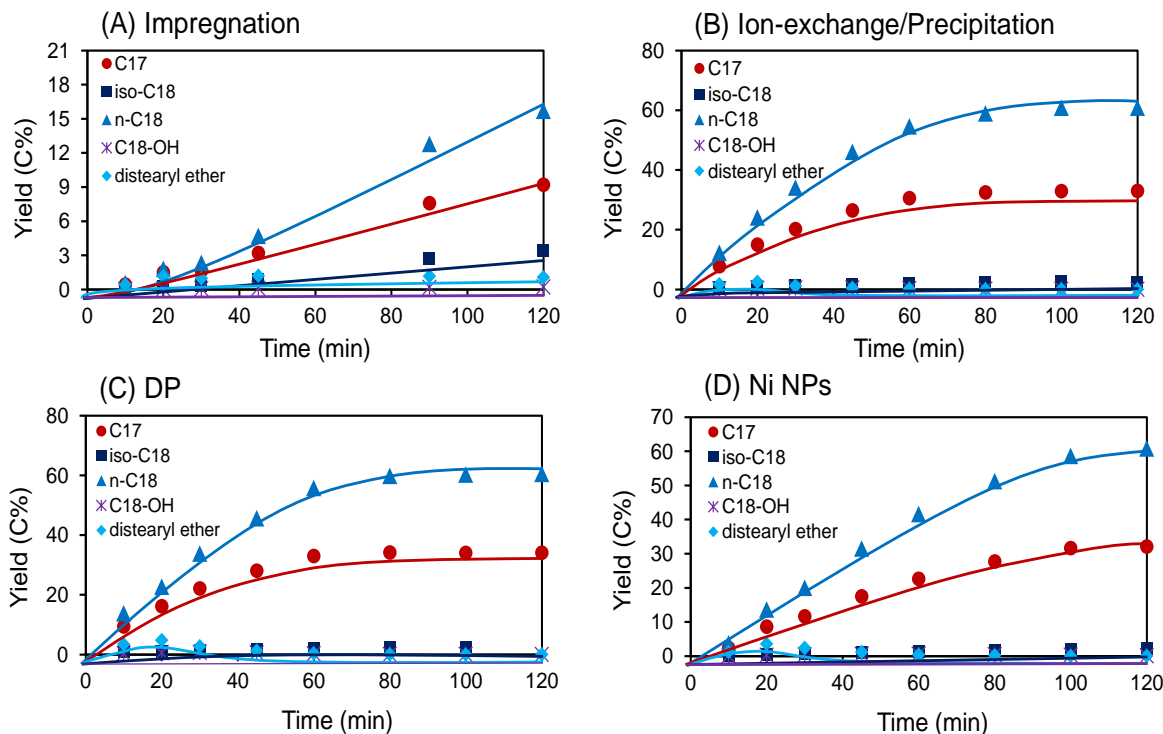 (A) Impregnation
21
18
15
12
9
6
3
0
Yield (C%)
C17
iso-C18
n-C18
C18-OH
distearyl ether
0 20 40 60 80 100 120
Time (min)
(B) Ion-exchange/Precipitation
80
60
40
20
0
Yield (C%)
C17
iso-C18
n-C18
C18-OH
distearyl ether
0 20 40 60 80 100 120
Time (min)
(C) DP
80
60
40
20
0
Yield (C%)
C17
iso-C18
n-C18
C18-OH
distearyl ether
0 20 40 60 80 100 120
Time (min)
(D) Ni NPs
70
60
50
40
30
20
10
0
Yield (C%)
C17
iso-C18
n-C18
C18-OH
distearyl ether
0 20 40 60 80 100 120
Time (min)